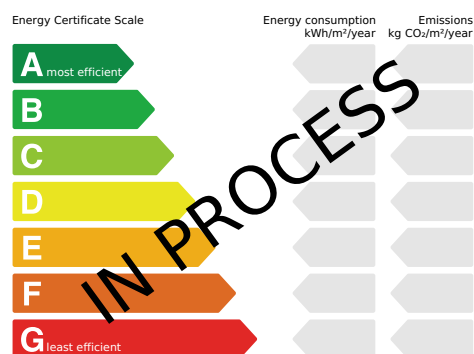 Energy Certificate Scale
Energy consumption
kWh/m²/year
Emissions
kg CO₂/m²/year
A most efficient
B
C
D
E
F
G least efficient
IN PROCESS